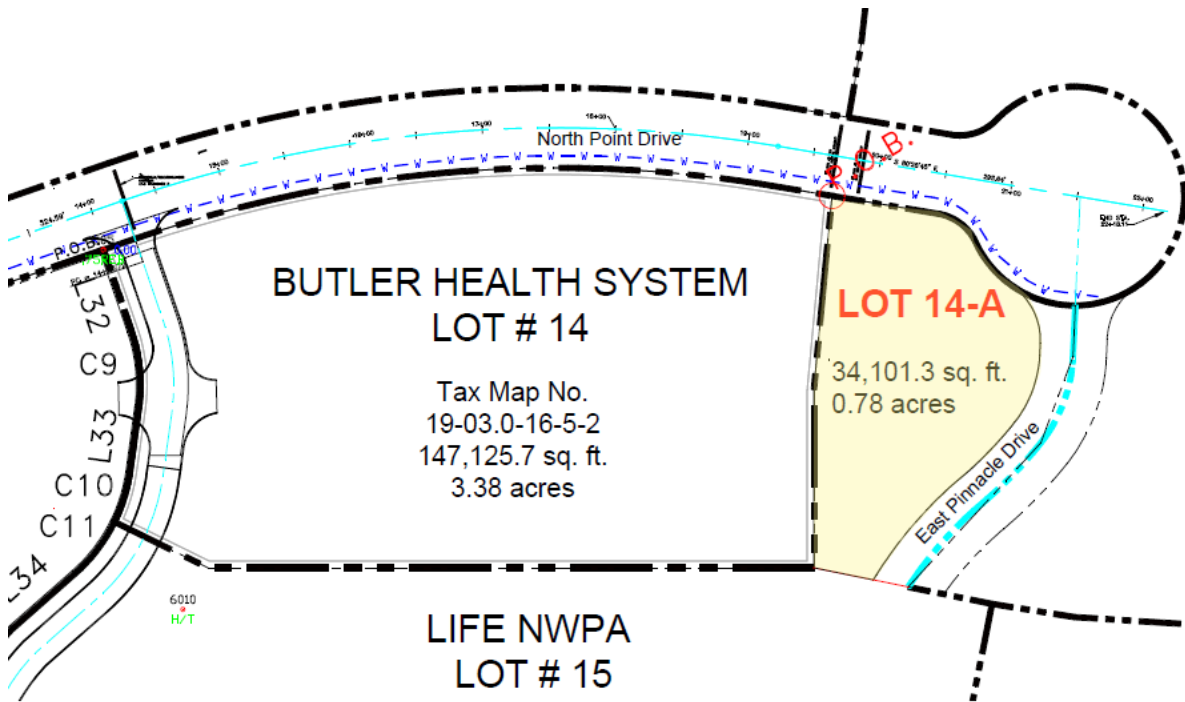 North Point Drive
B.
P.O.B.
L32
C9
L33
C10
C11
L34
BUTLER HEALTH SYSTEM
LOT # 14
Tax Map No.
19-03.0-16-5-2
147,125.7 sq. ft.
3.38 acres
LOT 14-A
34,101.3 sq. ft.
0.78 acres
East Pinnacle Drive
6010
H/T
LIFE NWPA
LOT # 15